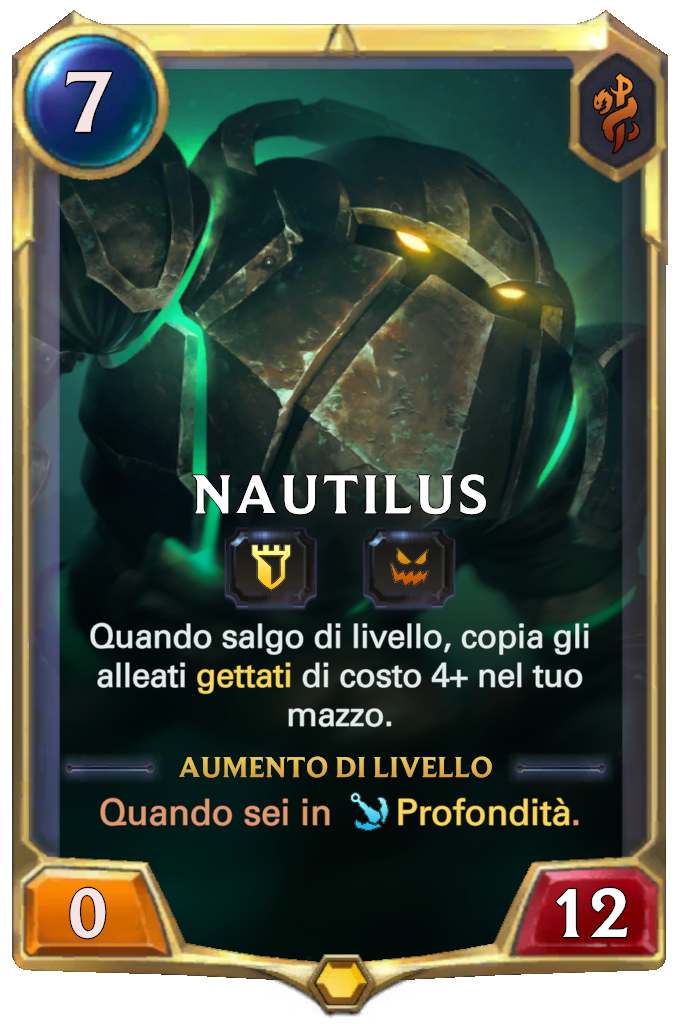 7
NAUTILUS
Quando salgo di livello, copia gli
alleati gettati di costo 4+ nel tuo
mazzo.
AUMENTO DI LIVELLO
Quando sei in Profondità.
0
12